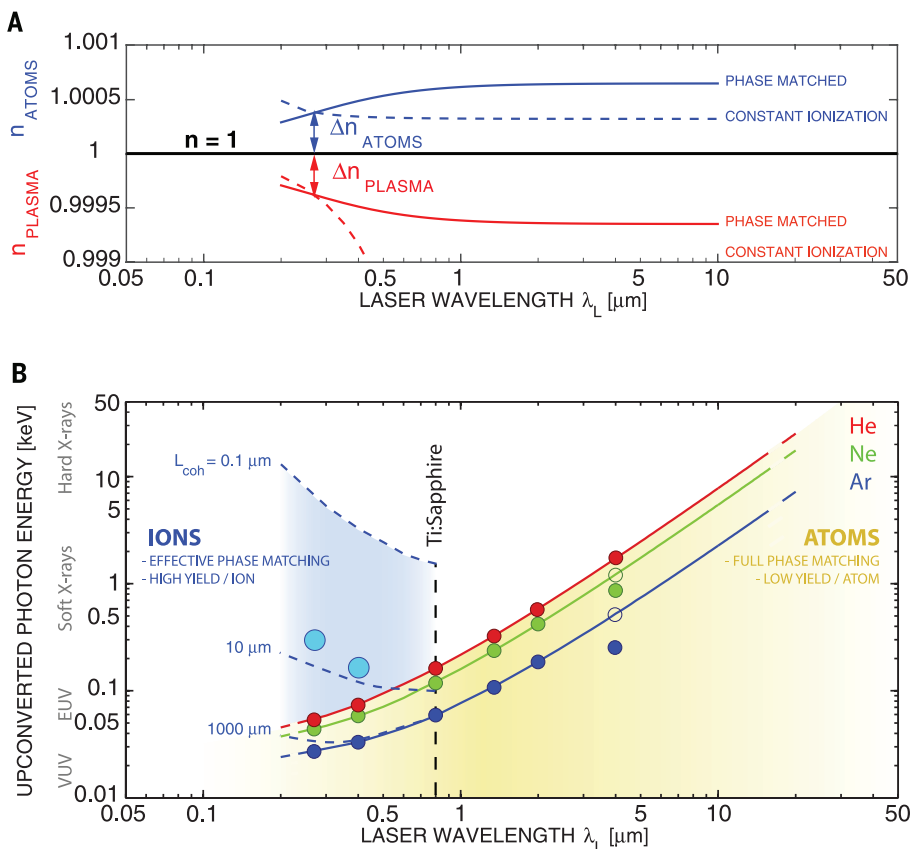 A
1.001
1.0005
1
0.9995
0.999
n ATOMS
n PLASMA
n = 1
Δn ATOMS
Δn PLASMA
PHASE MATCHED
CONSTANT IONIZATION
PHASE MATCHED
CONSTANT IONIZATION
0.05 0.1 0.5 1 5 10 50
LASER WAVELENGTH λL [μm]
B
UPCONVERTED PHOTON ENERGY [keV]
Hard X-rays
Soft X-rays
EUV
VUV
50
10
5
1
0.5
0.1
0.05
0.01
Lcoh = 0.1 μm
10 μm
1000 μm
IONS
- EFFECTIVE PHASE MATCHING
- HIGH YIELD / ION
Ti:Sapphire
He
Ne
Ar
ATOMS
- FULL PHASE MATCHING
- LOW YIELD / ATOM
0.05 0.1 0.5 1 5 10 50
LASER WAVELENGTH λL [μm]